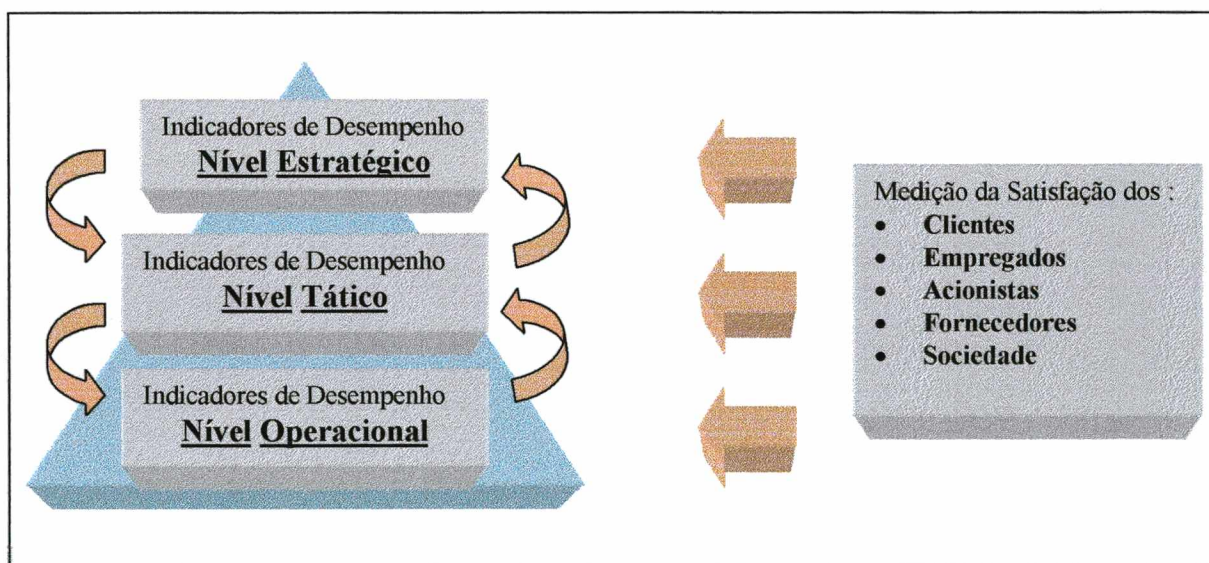 Indicadores de Desempenho
Nível Estratégico
Indicadores de Desempenho
Nível Tático
Indicadores de Desempenho
Nível Operacional
Medição da Satisfação dos :
• Clientes
• Empregados
• Acionistas
• Fornecedores
• Sociedade